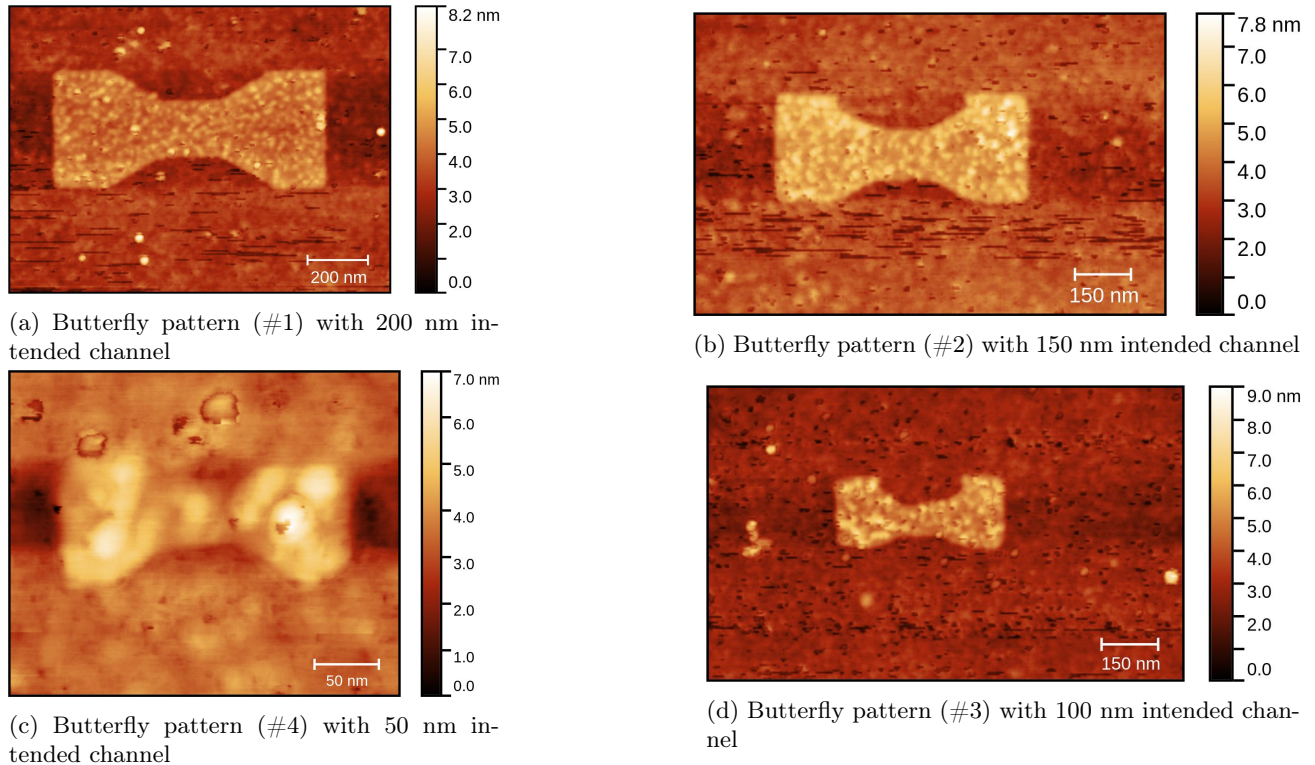 8.2 nm
7.0
6.0
5.0
4.0
3.0
2.0
0.0
200 nm
(a) Butterfly pattern (#1) with 200 nm in-
tended channel
7.8 nm
7.0
6.0
5.0
4.0
3.0
2.0
0.0
150 nm
(b) Butterfly pattern (#2) with 150 nm intended channel
7.0 nm
6.0
5.0
4.0
3.0
2.0
1.0
0.0
50 nm
(c) Butterfly pattern (#4) with 50 nm in-
tended channel
9.0 nm
8.0
7.0
6.0
5.0
4.0
3.0
2.0
0.0
150 nm
(d) Butterfly pattern (#3) with 100 nm intended chan-
nel